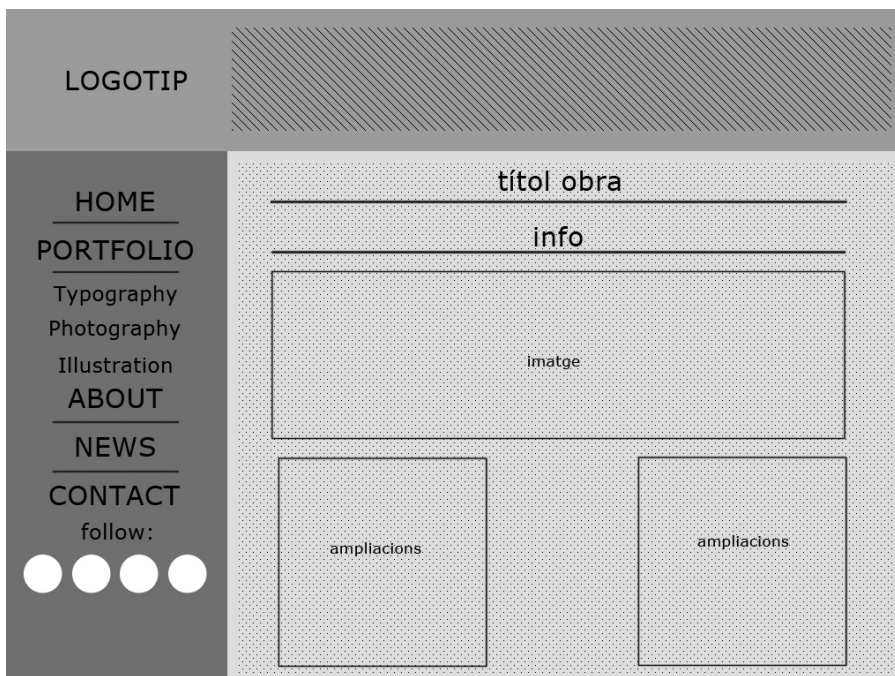 LOGOTIP
HOME
PORTFOLIO
Typography
Photography
Illustration
ABOUT
NEWS
CONTACT
follow:
títol obra
info
imatge
ampliacions
ampliacions